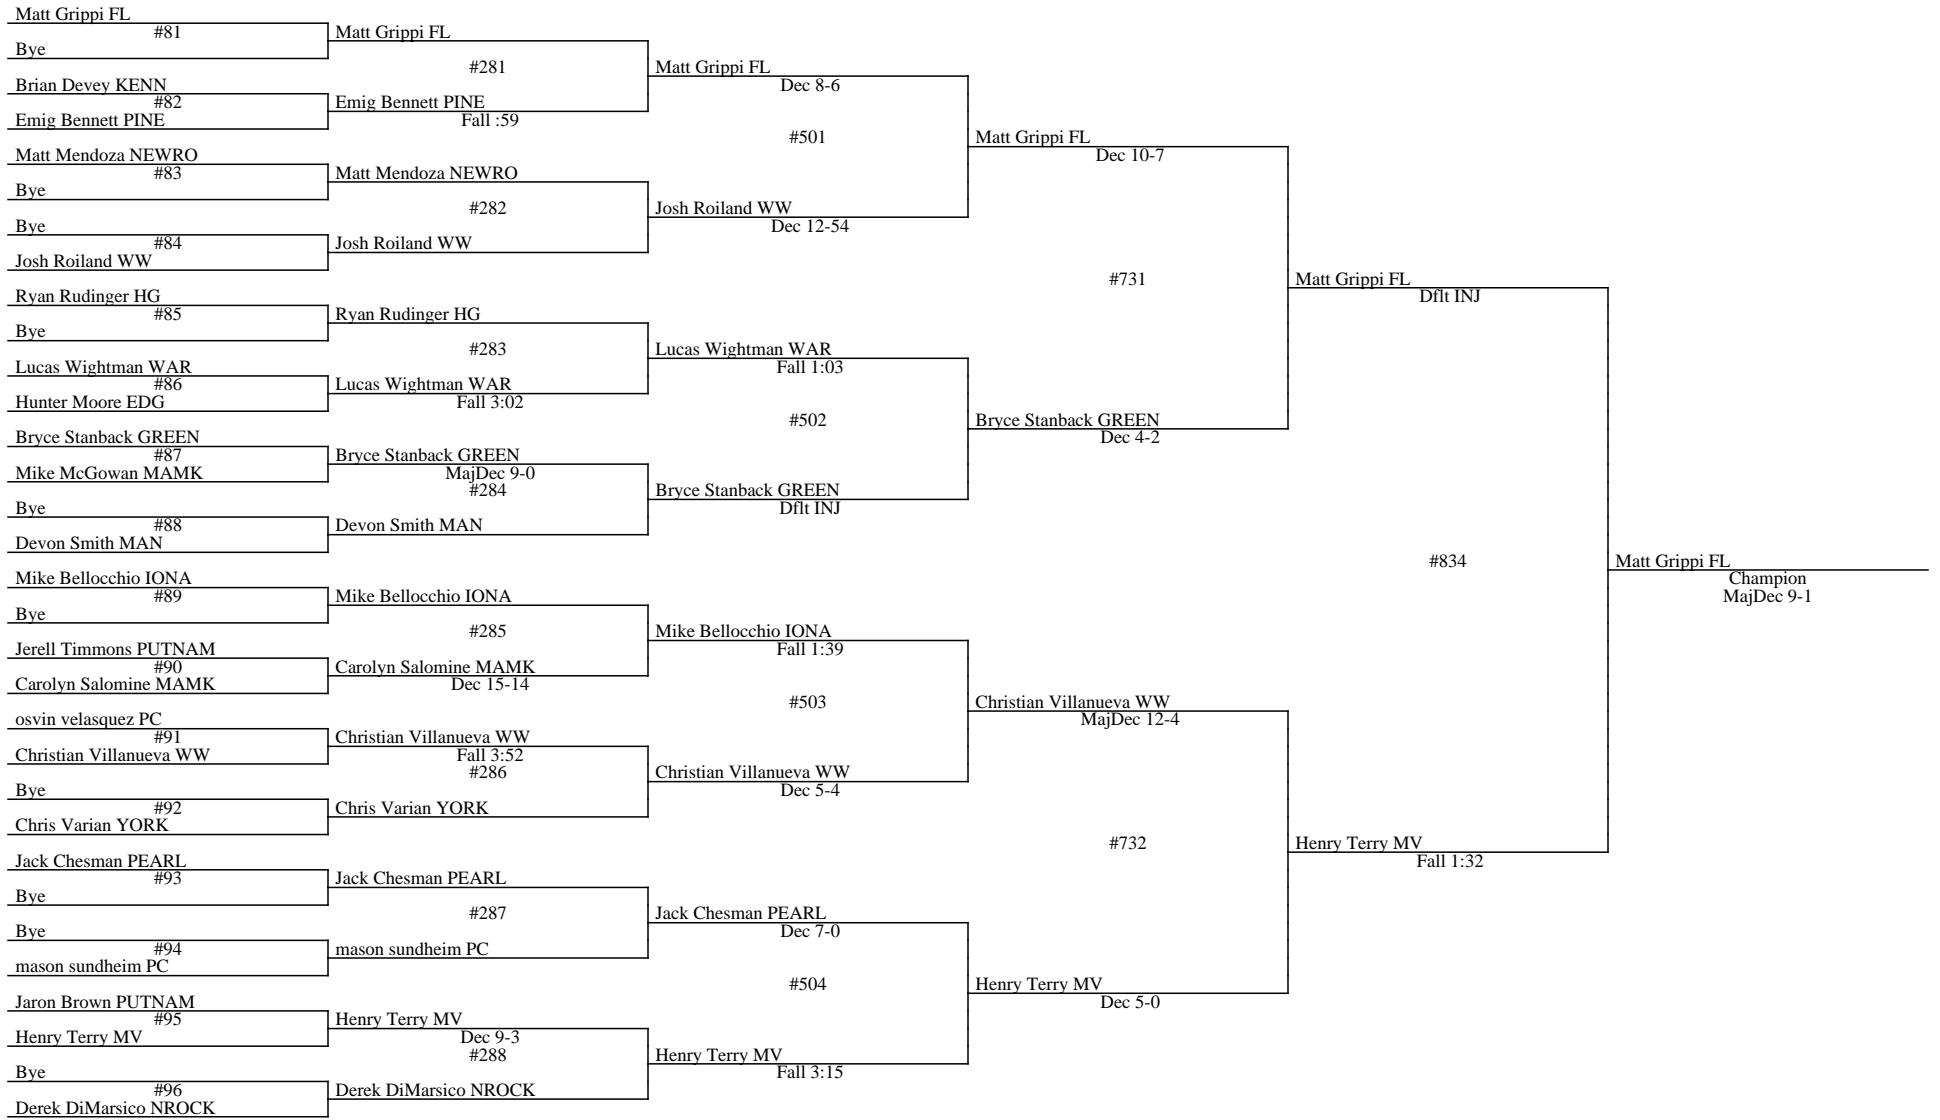 Matt Grippi FL
#81
Bye
Brian Devey KENN
#82
Emig Bennett PINE
Matt Mendoza NEWRO
#83
Bye
Bye
#84
Josh Roiland WW
Ryan Rudinger HG
#85
Bye
Lucas Wightman WAR
#86
Hunter Moore EDG
Bryce Stanback GREEN
#87
Mike McGowan MAMK
Bye
#88
Devon Smith MAN
Mike Bellocchio IONA
#89
Bye
Jerell Timmons PUTNAM
#90
Carolyn Salomine MAMK
osvin velasquez PC
#91
Christian Villanueva WW
Bye
#92
Chris Varian YORK
Jack Chesman PEARL
#93
Bye
Bye
#94
mason sundheim PC
Jaron Brown PUTNAM
#95
Henry Terry MV
Bye
#96
Derek DiMarsico NROCK
Matt Grippi FL
#281
Emig Bennett PINE
Fall :59
Matt Mendoza NEWRO
#282
Josh Roiland WW
Ryan Rudinger HG
#283
Lucas Wightman WAR
Fall 3:02
Bryce Stanback GREEN
MajDec 9-0
#284
Devon Smith MAN
Mike Bellocchio IONA
#285
Carolyn Salomine MAMK
Dec 15-14
Christian Villanueva WW
Fall 3:52
#286
Chris Varian YORK
Jack Chesman PEARL
#287
mason sundheim PC
Henry Terry MV
Dec 9-3
#288
Derek DiMarsico NROCK
Matt Grippi FL
Dec 8-6
#501
Josh Roiland WW
Dec 12-54
Lucas Wightman WAR
Fall 1:03
#502
Bryce Stanback GREEN
Dflt INJ
Mike Bellocchio IONA
Fall 1:39
#503
Christian Villanueva WW
Dec 5-4
Jack Chesman PEARL
Dec 7-0
#504
Henry Terry MV
Fall 3:15
Matt Grippi FL
Dec 10-7
#731
Bryce Stanback GREEN
Dec 4-2
Christian Villanueva WW
MajDec 12-4
#732
Henry Terry MV
Dec 5-0
Matt Grippi FL
Dflt INJ
#834
Henry Terry MV
Fall 1:32
Matt Grippi FL
Champion
MajDec 9-1